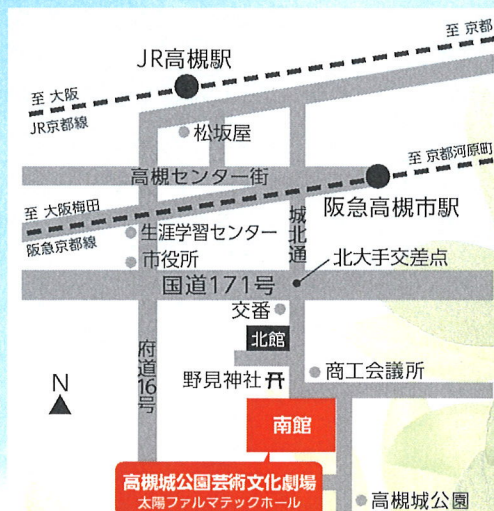 至 京都
JR高槻駅
至 大阪
JR京都線
松坂屋
至 京都河原町
高槻センター街
至 大阪梅田
阪急高槻市駅
阪急京都線
城北通
生涯学習センター
市役所
北大手交差点
国道171号
交番
北館
府道16号
野見神社
商工会議所
N
南館
高槻城公園芸術文化劇場
太陽ファルマテックホール
高槻城公園